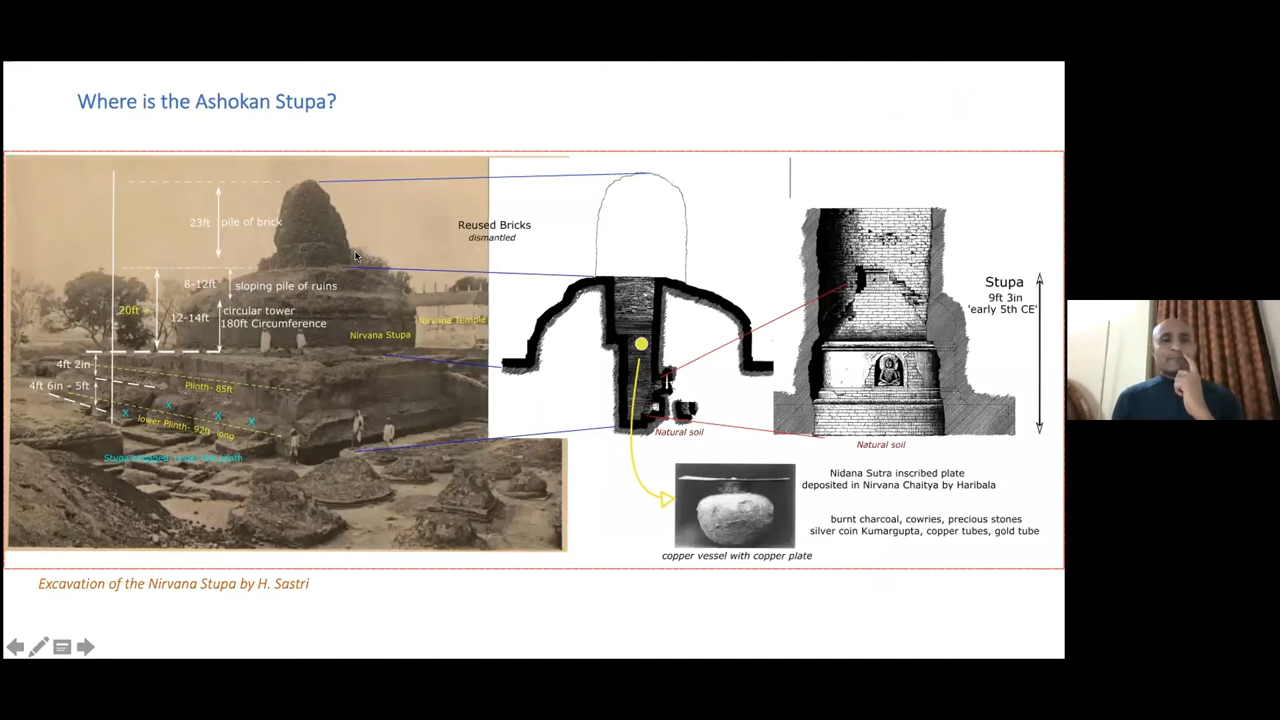 Where is the Ashokan Stupa?
23ft
pile of brick
8-12ft
sloping pile of ruins
20ft +
12-14ft
circular tower
180ft Circumference
Nirvana Stupa
Nirvana Temple
4ft 2in
4ft 6in - 5ft
Plinth- 85ft
x
x
x
x
lower Plinth- 92ft long
Reused Bricks
dismantled
Natural soil
Stupa
9ft 3in
'early 5th CE'
Natural soil
copper vessel with copper plate
Nidana Sutra inscribed plate
deposited in Nirvana Chaitya by Haribala
burnt charcoal, cowries, precious stones
silver coin Kumargupta, copper tubes, gold tube
Excavation of the Nirvana Stupa by H. Sastri